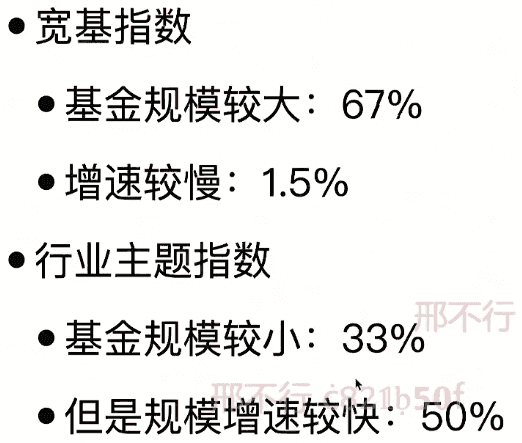 • 宽基指数
• 基金规模较大：67%
• 增速较慢：1.5%
• 行业主题指数
邢不行
• 基金规模较小：33%
邢不行
• 但是规模增速较快：50%